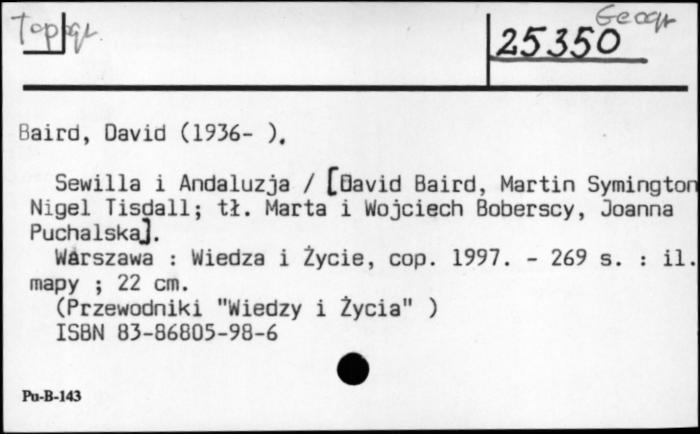 Topogr.
Geogr
25350
Baird, David (1936- ).
Sewilla i Andaluzja / [David Baird, Martin Symington
Nigel Tisdall; tł. Marta i Wojciech Boberscy, Joanna
Puchalska].
Warszawa : Wiedza i Życie, cop. 1997. - 269 s. : il.
mapy ; 22 cm.
(Przewodniki "Wiedzy i Życia" )
ISBN 83-86805-98-6
Pu-B-143